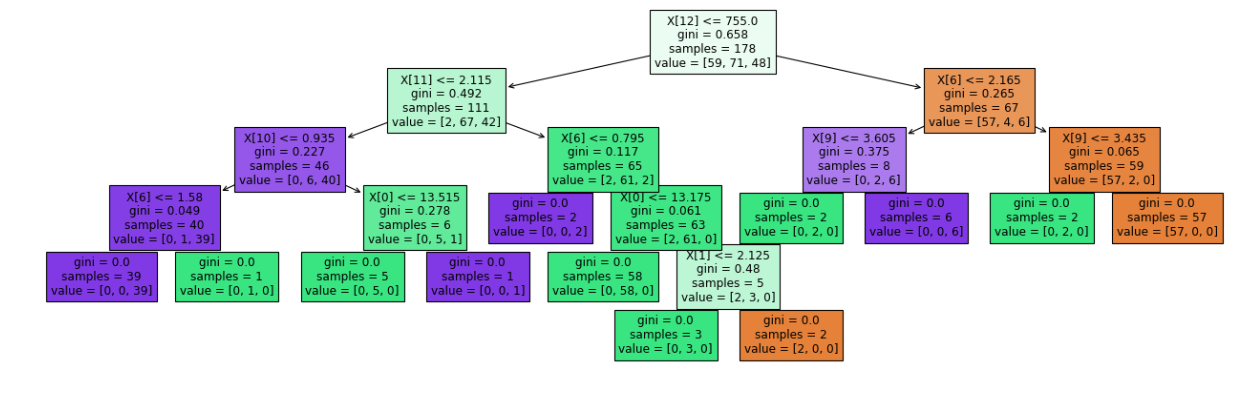 X[12] <= 755.0
gini = 0.658
samples = 178
value = [59, 71, 48]
X[11] <= 2.115
gini = 0.492
samples = 111
value = [2, 67, 42]
X[6] <= 2.165
gini = 0.265
samples = 67
value = [57, 4, 6]
X[10] <= 0.935
gini = 0.227
samples = 46
value = [0, 6, 40]
X[6] <= 0.795
gini = 0.117
samples = 65
value = [2, 61, 2]
X[9] <= 3.605
gini = 0.375
samples = 8
value = [0, 2, 6]
X[9] <= 3.435
gini = 0.065
samples = 59
value = [57, 2, 0]
X[6] <= 1.58
gini = 0.049
samples = 40
value = [0, 1, 39]
X[0] <= 13.515
gini = 0.278
samples = 6
value = [0, 5, 1]
gini = 0.0
samples = 2
value = [0, 0, 2]
X[0] <= 13.175
gini = 0.061
samples = 63
value = [2, 61, 0]
gini = 0.0
samples = 2
value = [0, 2, 0]
gini = 0.0
samples = 6
value = [0, 0, 6]
gini = 0.0
samples = 2
value = [0, 2, 0]
gini = 0.0
samples = 57
value = [57, 0, 0]
gini = 0.0
samples = 39
value = [0, 0, 39]
gini = 0.0
samples = 1
value = [0, 1, 0]
gini = 0.0
samples = 5
value = [0, 5, 0]
gini = 0.0
samples = 1
value = [0, 0, 1]
gini = 0.0
samples = 58
value = [0, 58, 0]
X[1] <= 2.125
gini = 0.48
samples = 5
value = [2, 3, 0]
gini = 0.0
samples = 3
value = [0, 3, 0]
gini = 0.0
samples = 2
value = [2, 0, 0]